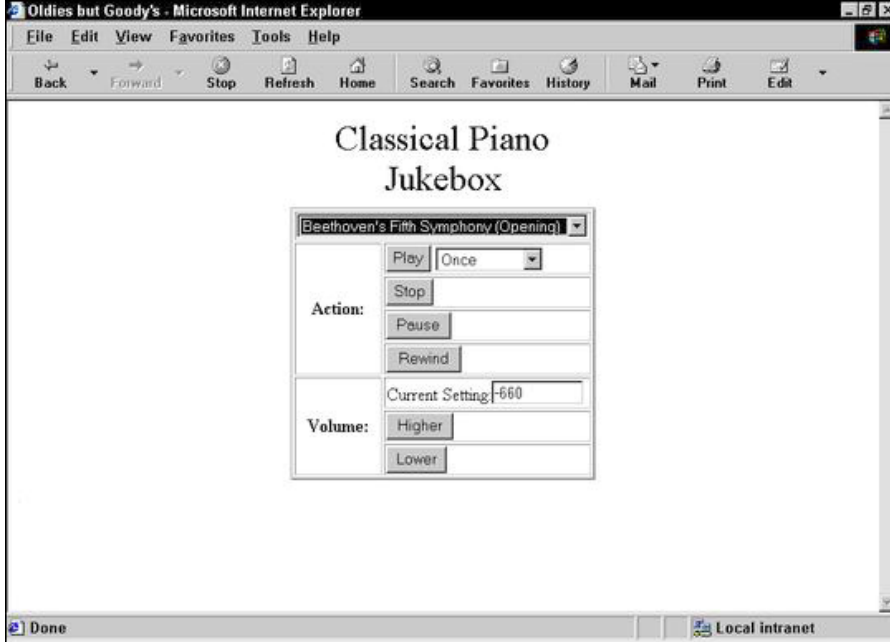 Oldies but Goody's - Microsoft Internet Explorer
File Edit View Favorites Tools Help
Back Forward Stop Refresh Home Search Favorites History Mail Print Edit
Classical Piano
Jukebox
Beethoven's Fifth Symphony (Opening)
Action:
Play Once
Stop
Pause
Rewind
Volume:
Current Setting: -660
Higher
Lower
Done Local intranet